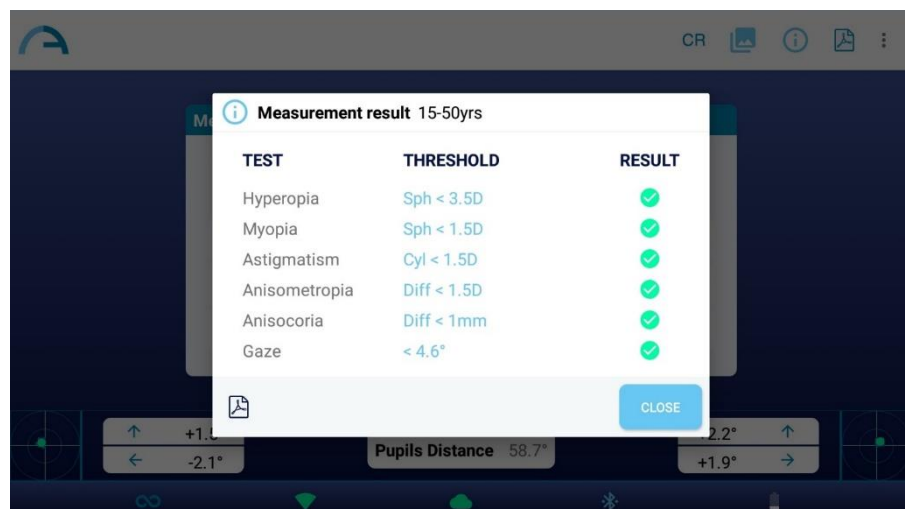 CR
Measurement result 15-50yrs
TEST THRESHOLD RESULT
Hyperopia Sph < 3.5D
Myopia Sph < 1.5D
Astigmatism Cyl < 1.5D
Anisometropia Diff < 1.5D
Anisocoria Diff < 1mm
Gaze < 4.6°
CLOSE
Pupils Distance 58.7°
-2.1° +1.9°